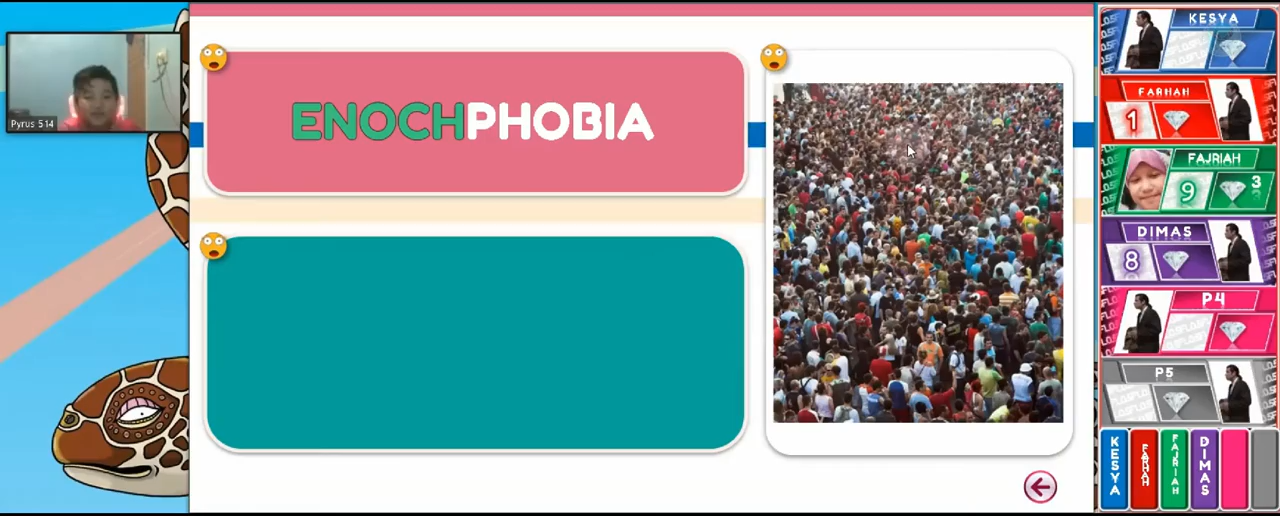 Pyrus 514
ENOCHPHOBIA
KESYA
FARHAH
1
FAJRIAH
9
3
DIMAS
8
P4
P5
KESYA
FARHAH
FAJRIAH
DIMAS